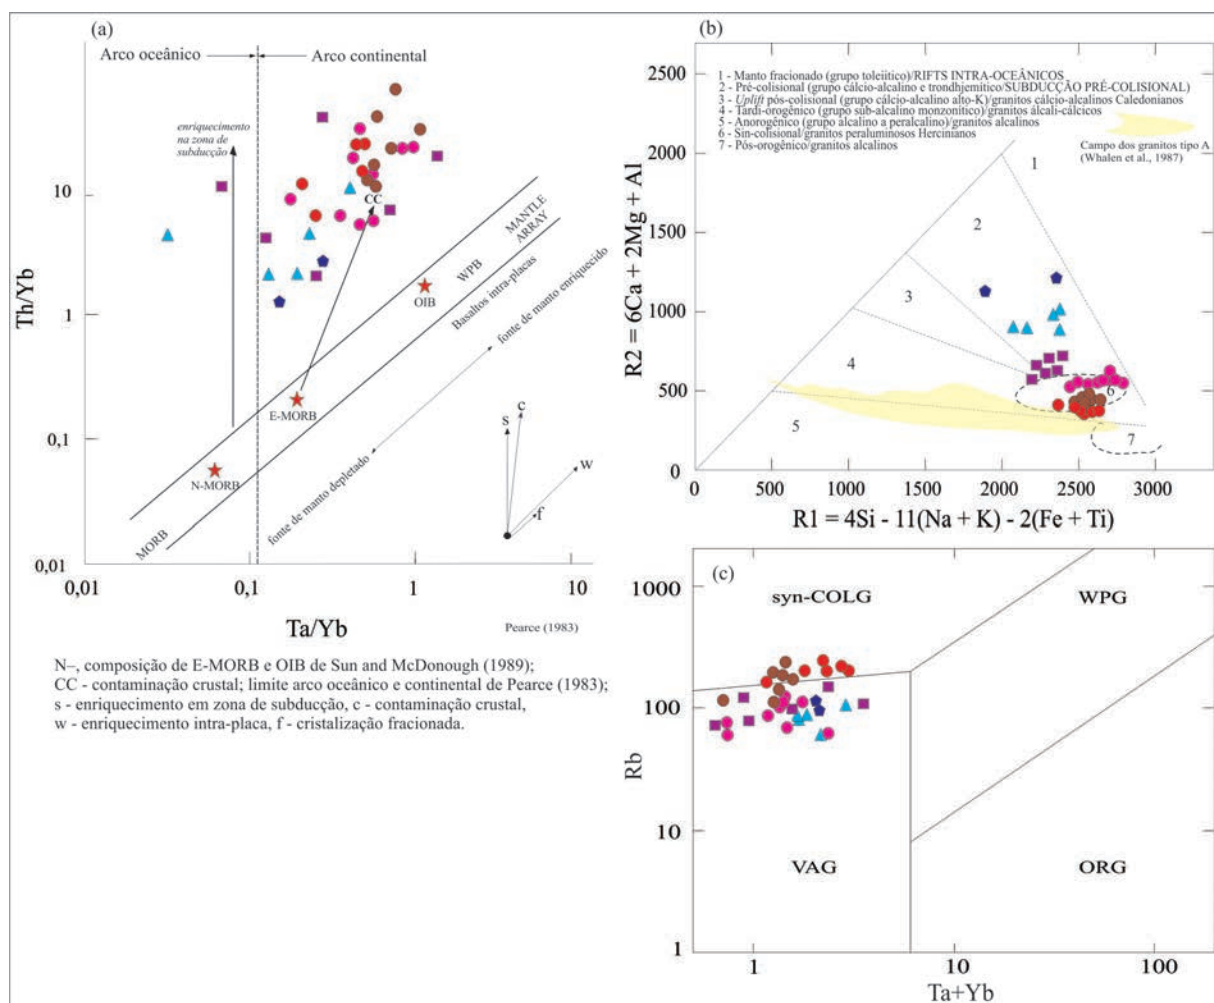 (a)
Arco oceânico
Arco continental
enriquecimento
na zona de
subducção
CC
MANTLE
ARRAY
WPB
OIB
Basaltos intra-placas
fonte de manto enriquecido
E-MORB
N-MORB
MORB
fonte de manto depletado
s
c
w
f
Th/Yb
10
1
0,1
0,01
0,01
0,1
1
10
Ta/Yb
Pearce (1983)
N–, composição de E-MORB e OIB de Sun and McDonough (1989);
CC - contaminação crustal; limite arco oceânico e continental de Pearce (1983);
s - enriquecimento em zona de subducção, c - contaminação crustal,
w - enriquecimento intra-placa, f - cristalização fracionada.
(b)
1 - Manto fracionado (grupo toleiitico)/RIFTS INTRA-OCEÂNICOS
2 - Pré-colisional (grupo cálcio-alcalino e trondhjemítico/SUBDUCÇÃO PRÉ-COLISIONAL)
3 - Uplift pós-colisional (grupo cálcio-alcalino alto-K)/granitos cálcio-alcalinos Caledonianos
4 - Tardi-orogênico (grupo sub-alcalino monzonítico)/granitos álcali-cálcicos
5 - Anorogênico (grupo alcalino a peralcalino)/granitos alcalinos
6 - Sin-colisional/granitos peraluminosos Hercinianos
7 - Pós-orogênico/granitos alcalinos
Campo dos granitos tipo A
(Whalen et al., 1987)
R2 = 6Ca + 2Mg + Al
2500
2000
1500
1000
500
0
1
2
3
4
5
6
7
0
500
1000
1500
2000
2500
3000
R1 = 4Si - 11(Na + K) - 2(Fe + Ti)
(c)
syn-COLG
WPG
VAG
ORG
Rb
1000
100
10
1
1
10
100
Ta+Yb